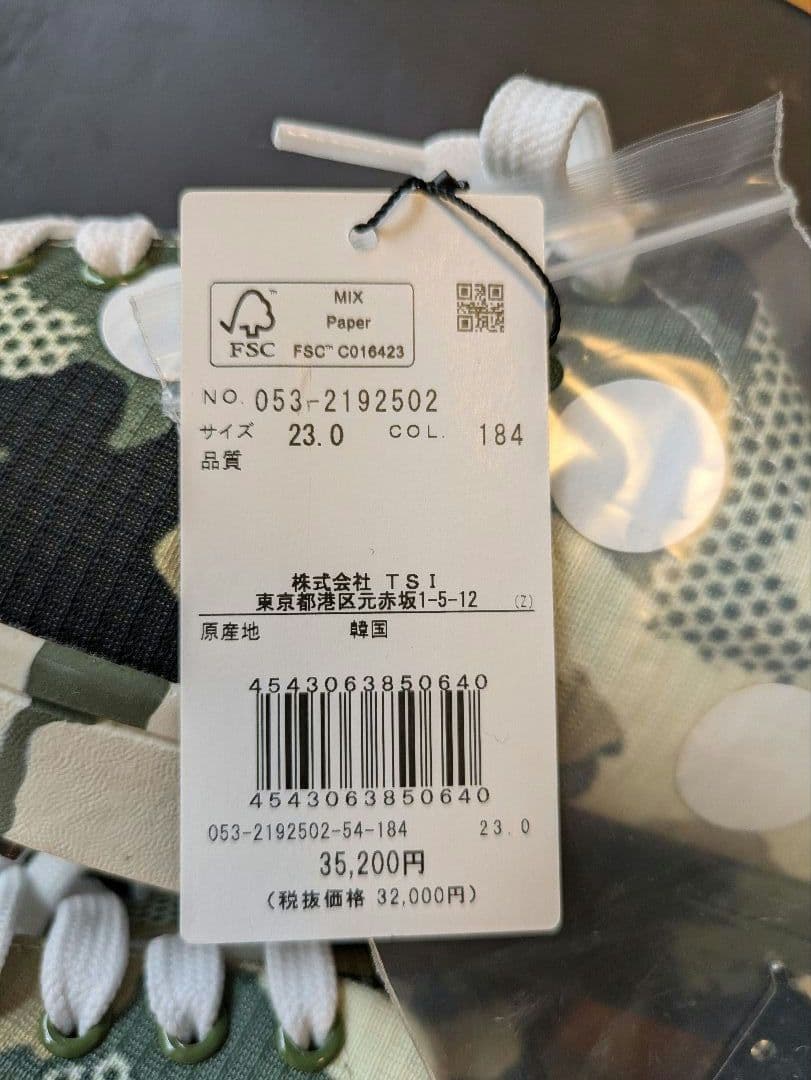 MIX
Paper
FSC FSC™ C016423
NO. 053-2192502
サイズ 23.0 COL. 184
品質
株式会社 TSI
東京都港区元赤坂1-5-12 (Z)
原産地 韓国
4543063850640
4543063850640
053-2192502-54-184 23.0
35,200円
(税抜価格 32,000円)